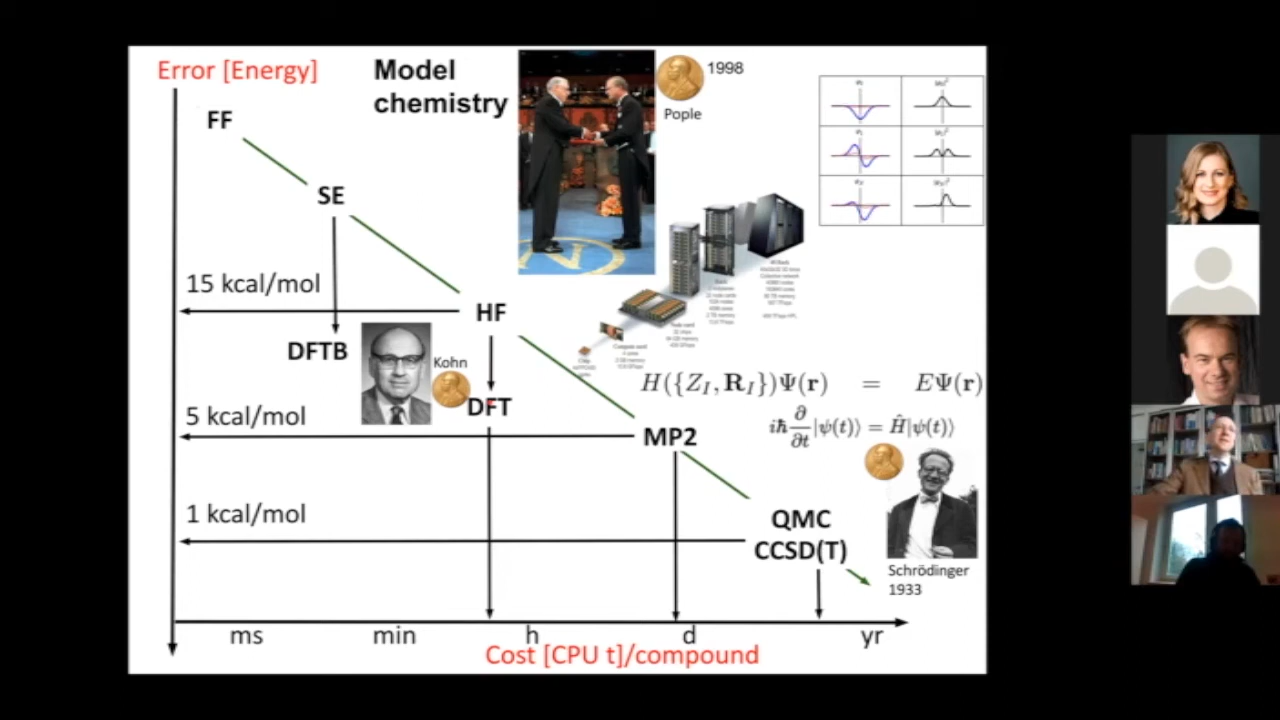 Error [Energy]
Model
chemistry
1998
Pople
FF
SE
15 kcal/mol
HF
DFTB
Kohn
DFT
H({Z_I, R_I})Ψ(r) = EΨ(r)
5 kcal/mol
MP2
iħ ∂/∂t |ψ(t)⟩ = Ĥ|ψ(t)⟩
1 kcal/mol
QMC
CCSD(T)
Schrödinger
1933
ms min h d yr
Cost [CPU t]/compound